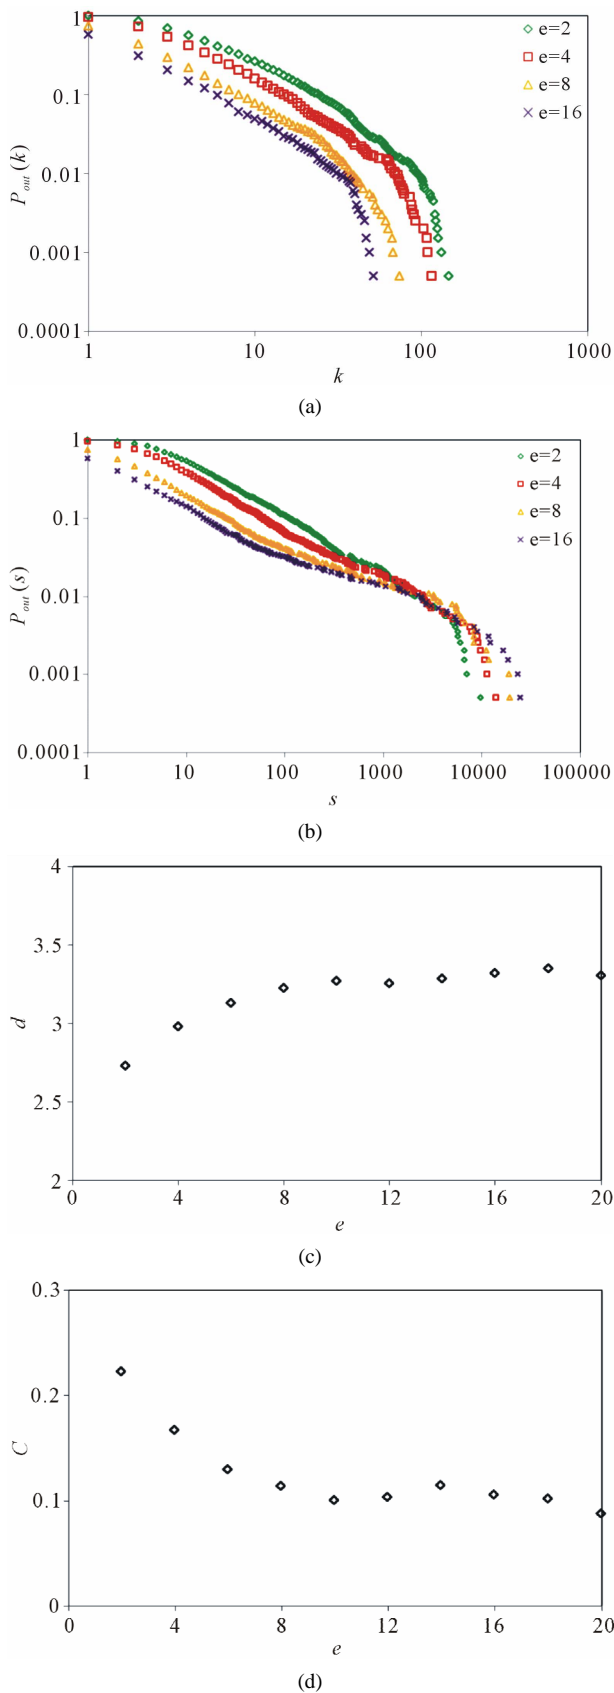 1
0.1
0.01
0.001
0.0001
P out (k)
e=2
e=4
e=8
e=16
1 10 100 1000
k
(a)
1
0.1
0.01
0.001
0.0001
P out (s)
e=2
e=4
e=8
e=16
1 10 100 1000 10000 100000
s
(b)
4
3.5
3
2.5
2
d
0 4 8 12 16 20
e
(c)
0.3
0.2
0.1
0
C
0 4 8 12 16 20
e
(d)